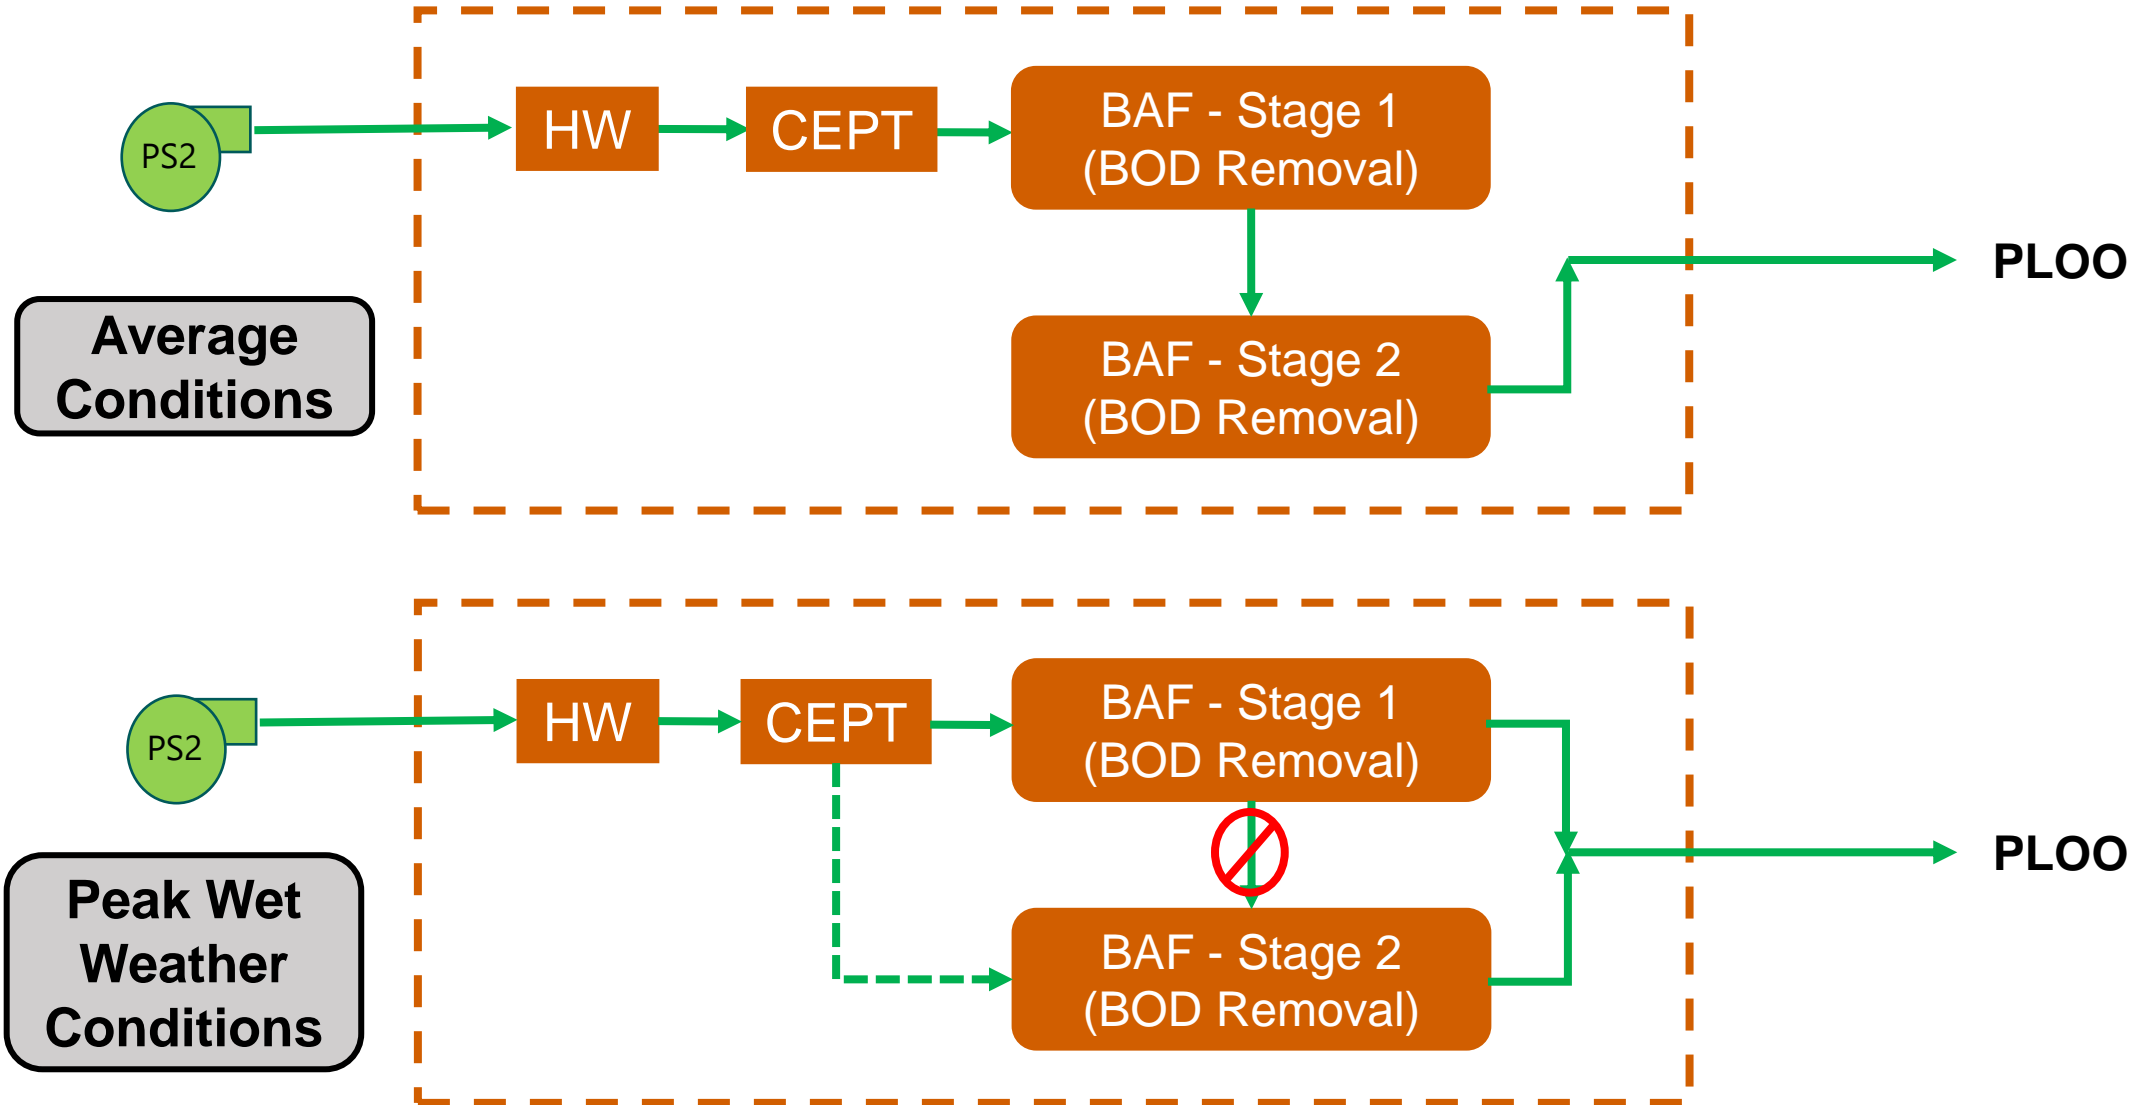 PS2
HW
CEPT
BAF - Stage 1
(BOD Removal)
PLOO
Average
Conditions
BAF - Stage 2
(BOD Removal)
PS2
HW
CEPT
BAF - Stage 1
(BOD Removal)
PLOO
Peak Wet
Weather
Conditions
BAF - Stage 2
(BOD Removal)